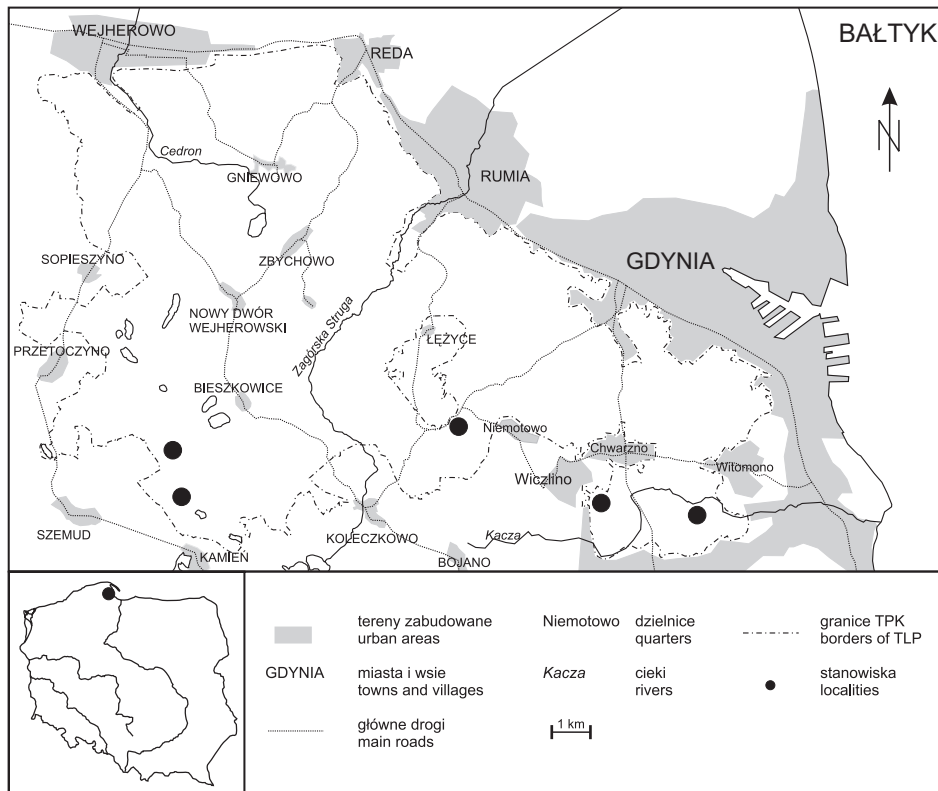 WEJHEROWO
BAŁTYK
REDA
N
Cedron
GNIEWOWO
RUMIA
SOPIESZYNO
ZBYCHOWO
GDYNIA
NOWY DWÓR
WEJHEROWSKI
Zagórska Struga
ŁĘŻYCE
PRZETOCZYNO
BIESZKOWICE
Niemotowo
Chwarzno
Witomono
Wiczlino
SZEMUD
KOLECZKOWO
Kacza
KAMIEŃ
BOJANO
tereny zabudowane
urban areas
Niemotowo
dzielnice
quarters
granice TPK
borders of TLP
GDYNIA
miasta i wsie
towns and villages
Kacza
cieki
rivers
stanowiska
localities
główne drogi
main roads
1 km